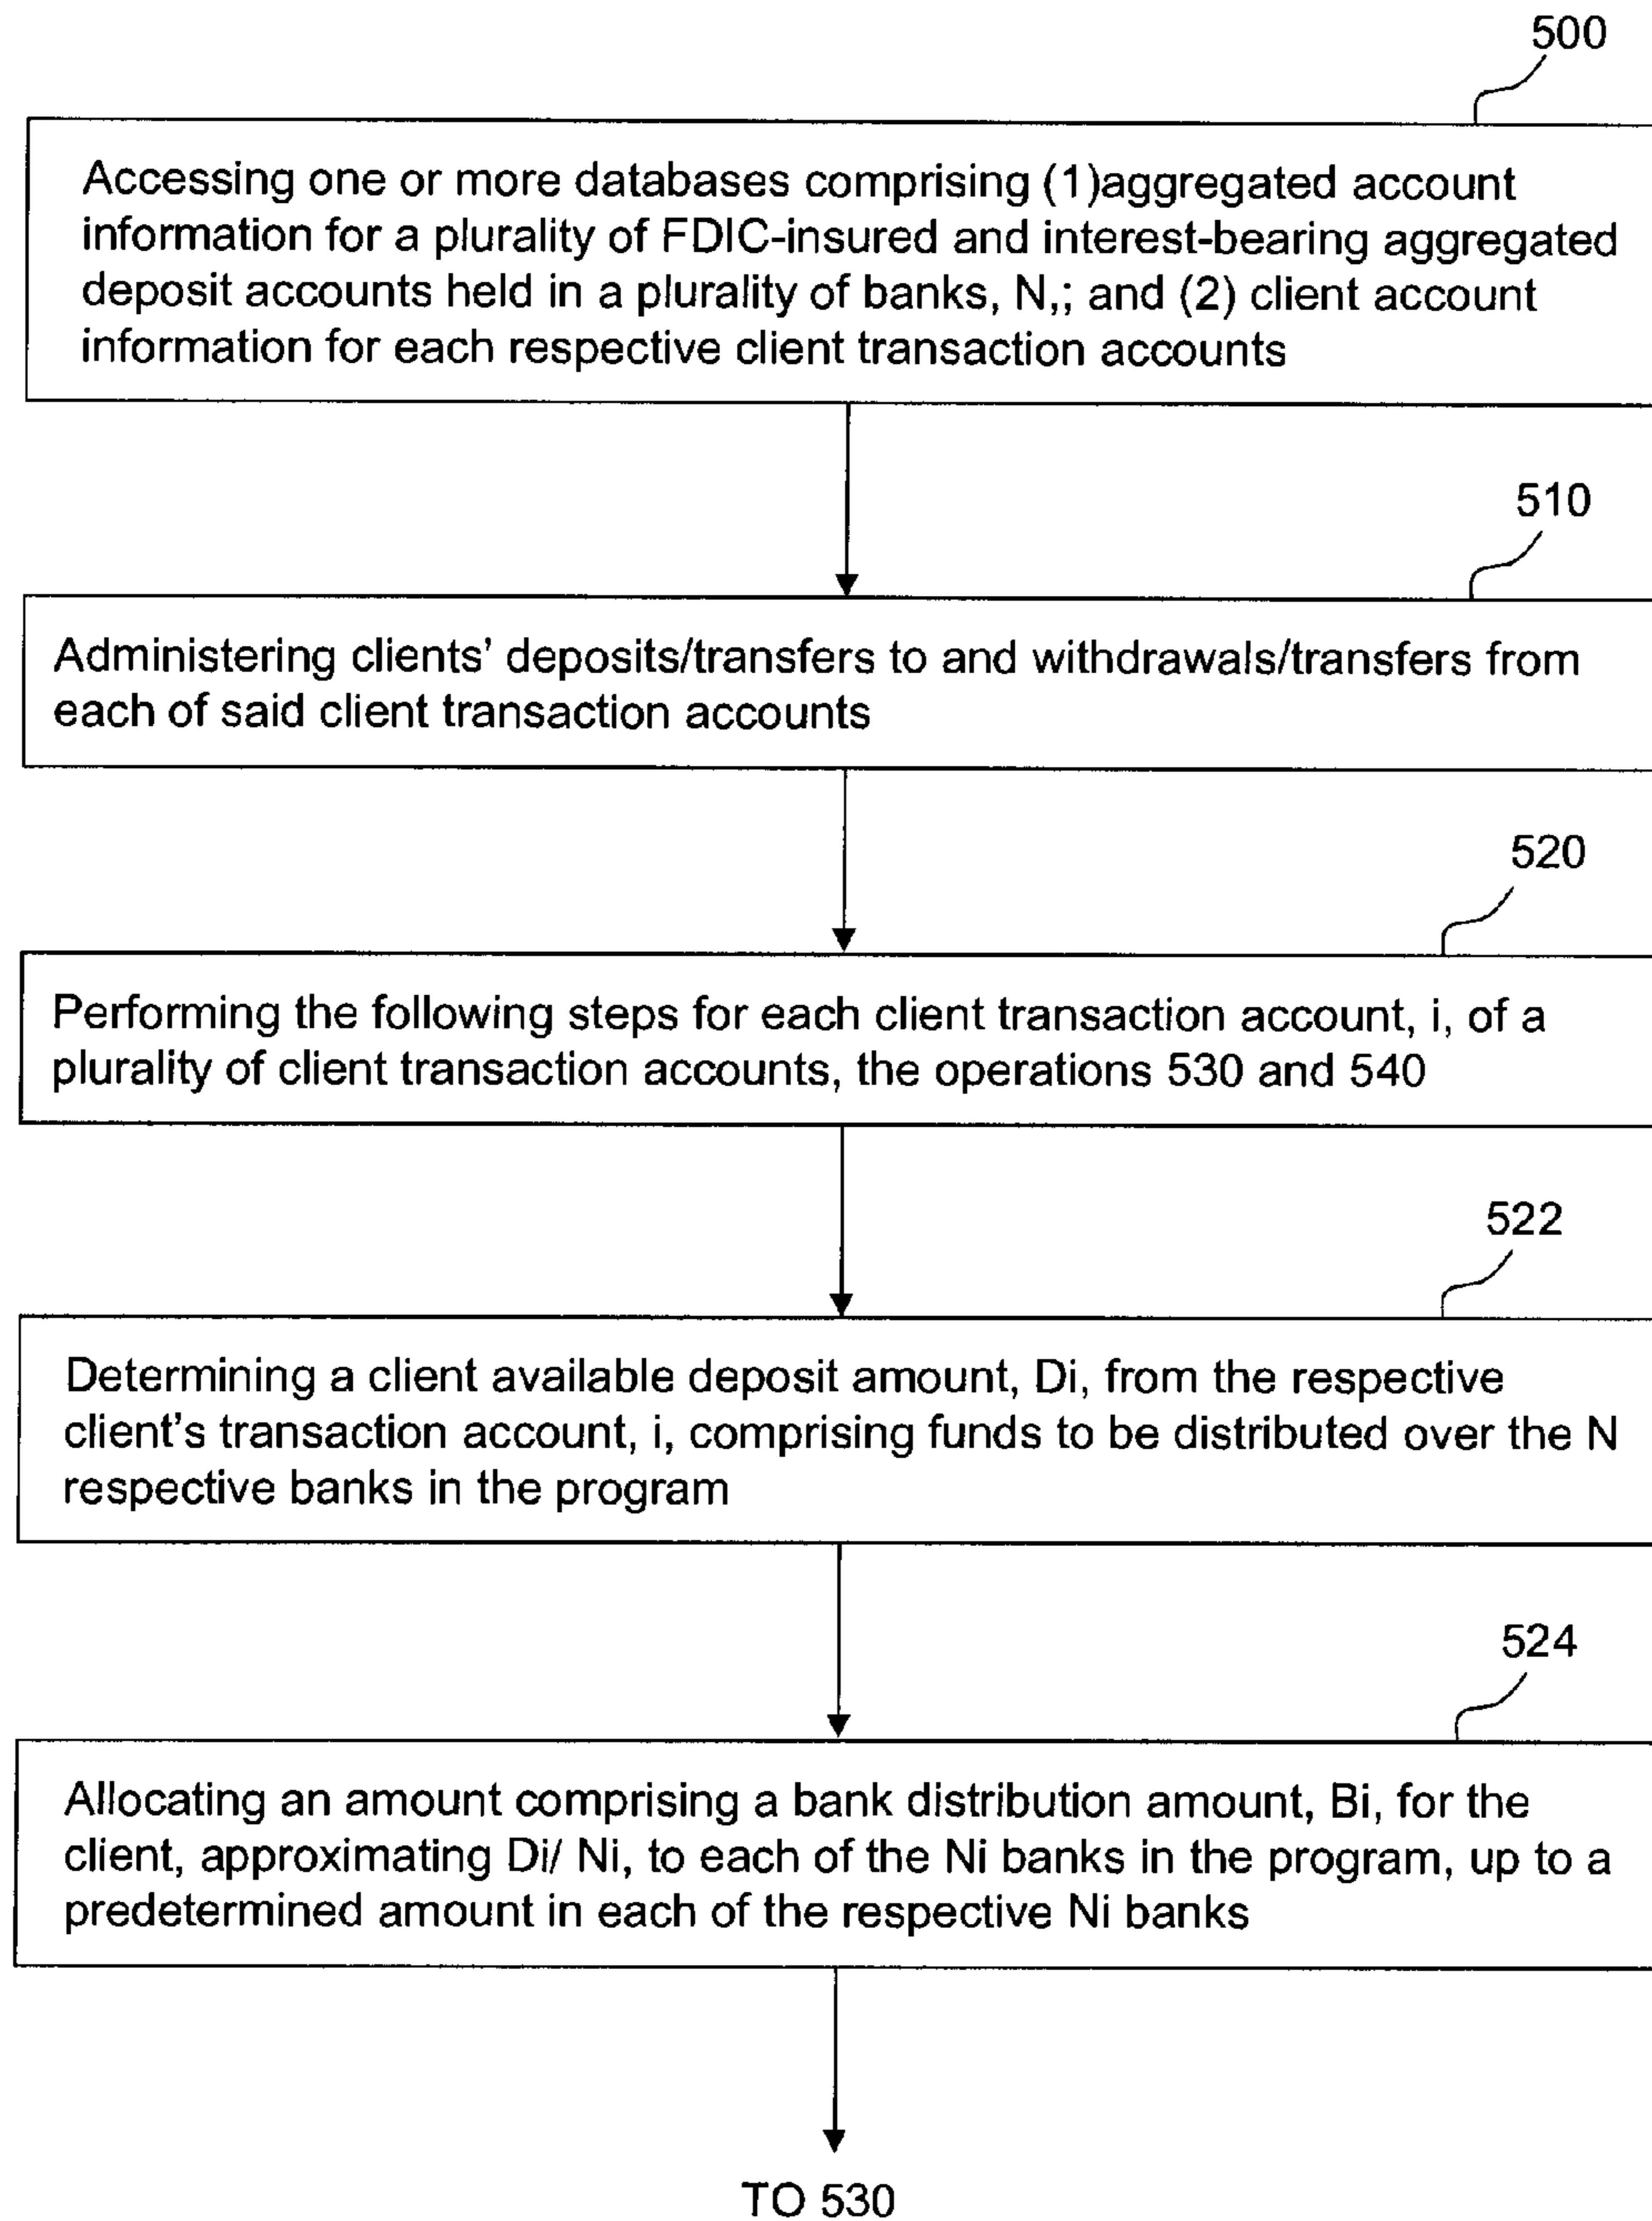 500
Accessing one or more databases comprising (1)aggregated account
information for a plurality of FDIC-insured and interest-bearing aggregated
deposit accounts held in a plurality of banks, N,; and (2) client account
information for each respective client transaction accounts
510
Administering clients' deposits/transfers to and withdrawals/transfers from
each of said client transaction accounts
520
Performing the following steps for each client transaction account, i, of a
plurality of client transaction accounts, the operations 530 and 540
522
Determining a client available deposit amount, Di, from the respective
client's transaction account, i, comprising funds to be distributed over the N
respective banks in the program
524
Allocating an amount comprising a bank distribution amount, Bi, for the
client, approximating Di/ Ni, to each of the Ni banks in the program, up to a
predetermined amount in each of the respective Ni banks
TO 530